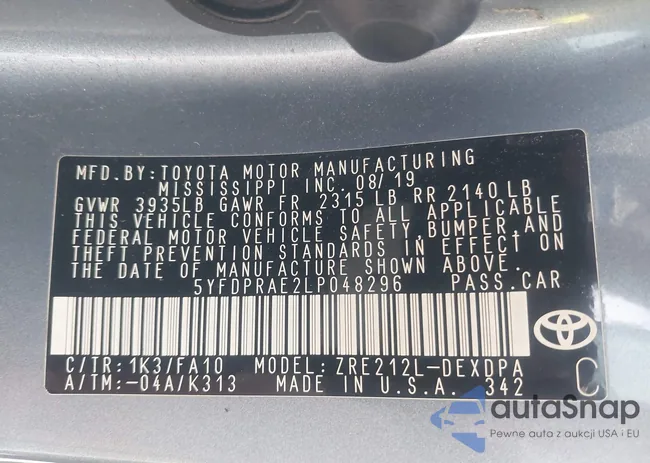 MFD.BY:TOYOTA MOTOR MANUFACTURING
MISSISSIPPI INC. 08/19
GVWR 3935LB GAWR FR 2315 LB RR 2140LB
THIS VEHICLE CONFORMS TO ALL APPLICABLE
FEDERAL MOTOR VEHICLE SAFETY,BUMPER,AND
THEFT PREVENTION STANDARDS IN EFFECT ON
THE DATE OF MANUFACTURE SHOWN ABOVE.
5YFDPRAE2LP048296 PASS.CAR
C/TR:1K3/FA10 MODEL:ZRE212L-DEXDPA
A/TM:-04A/K313 MADE IN U.S.A. 342 C
autoSnap
Pewne auta z aukcji USA i EU